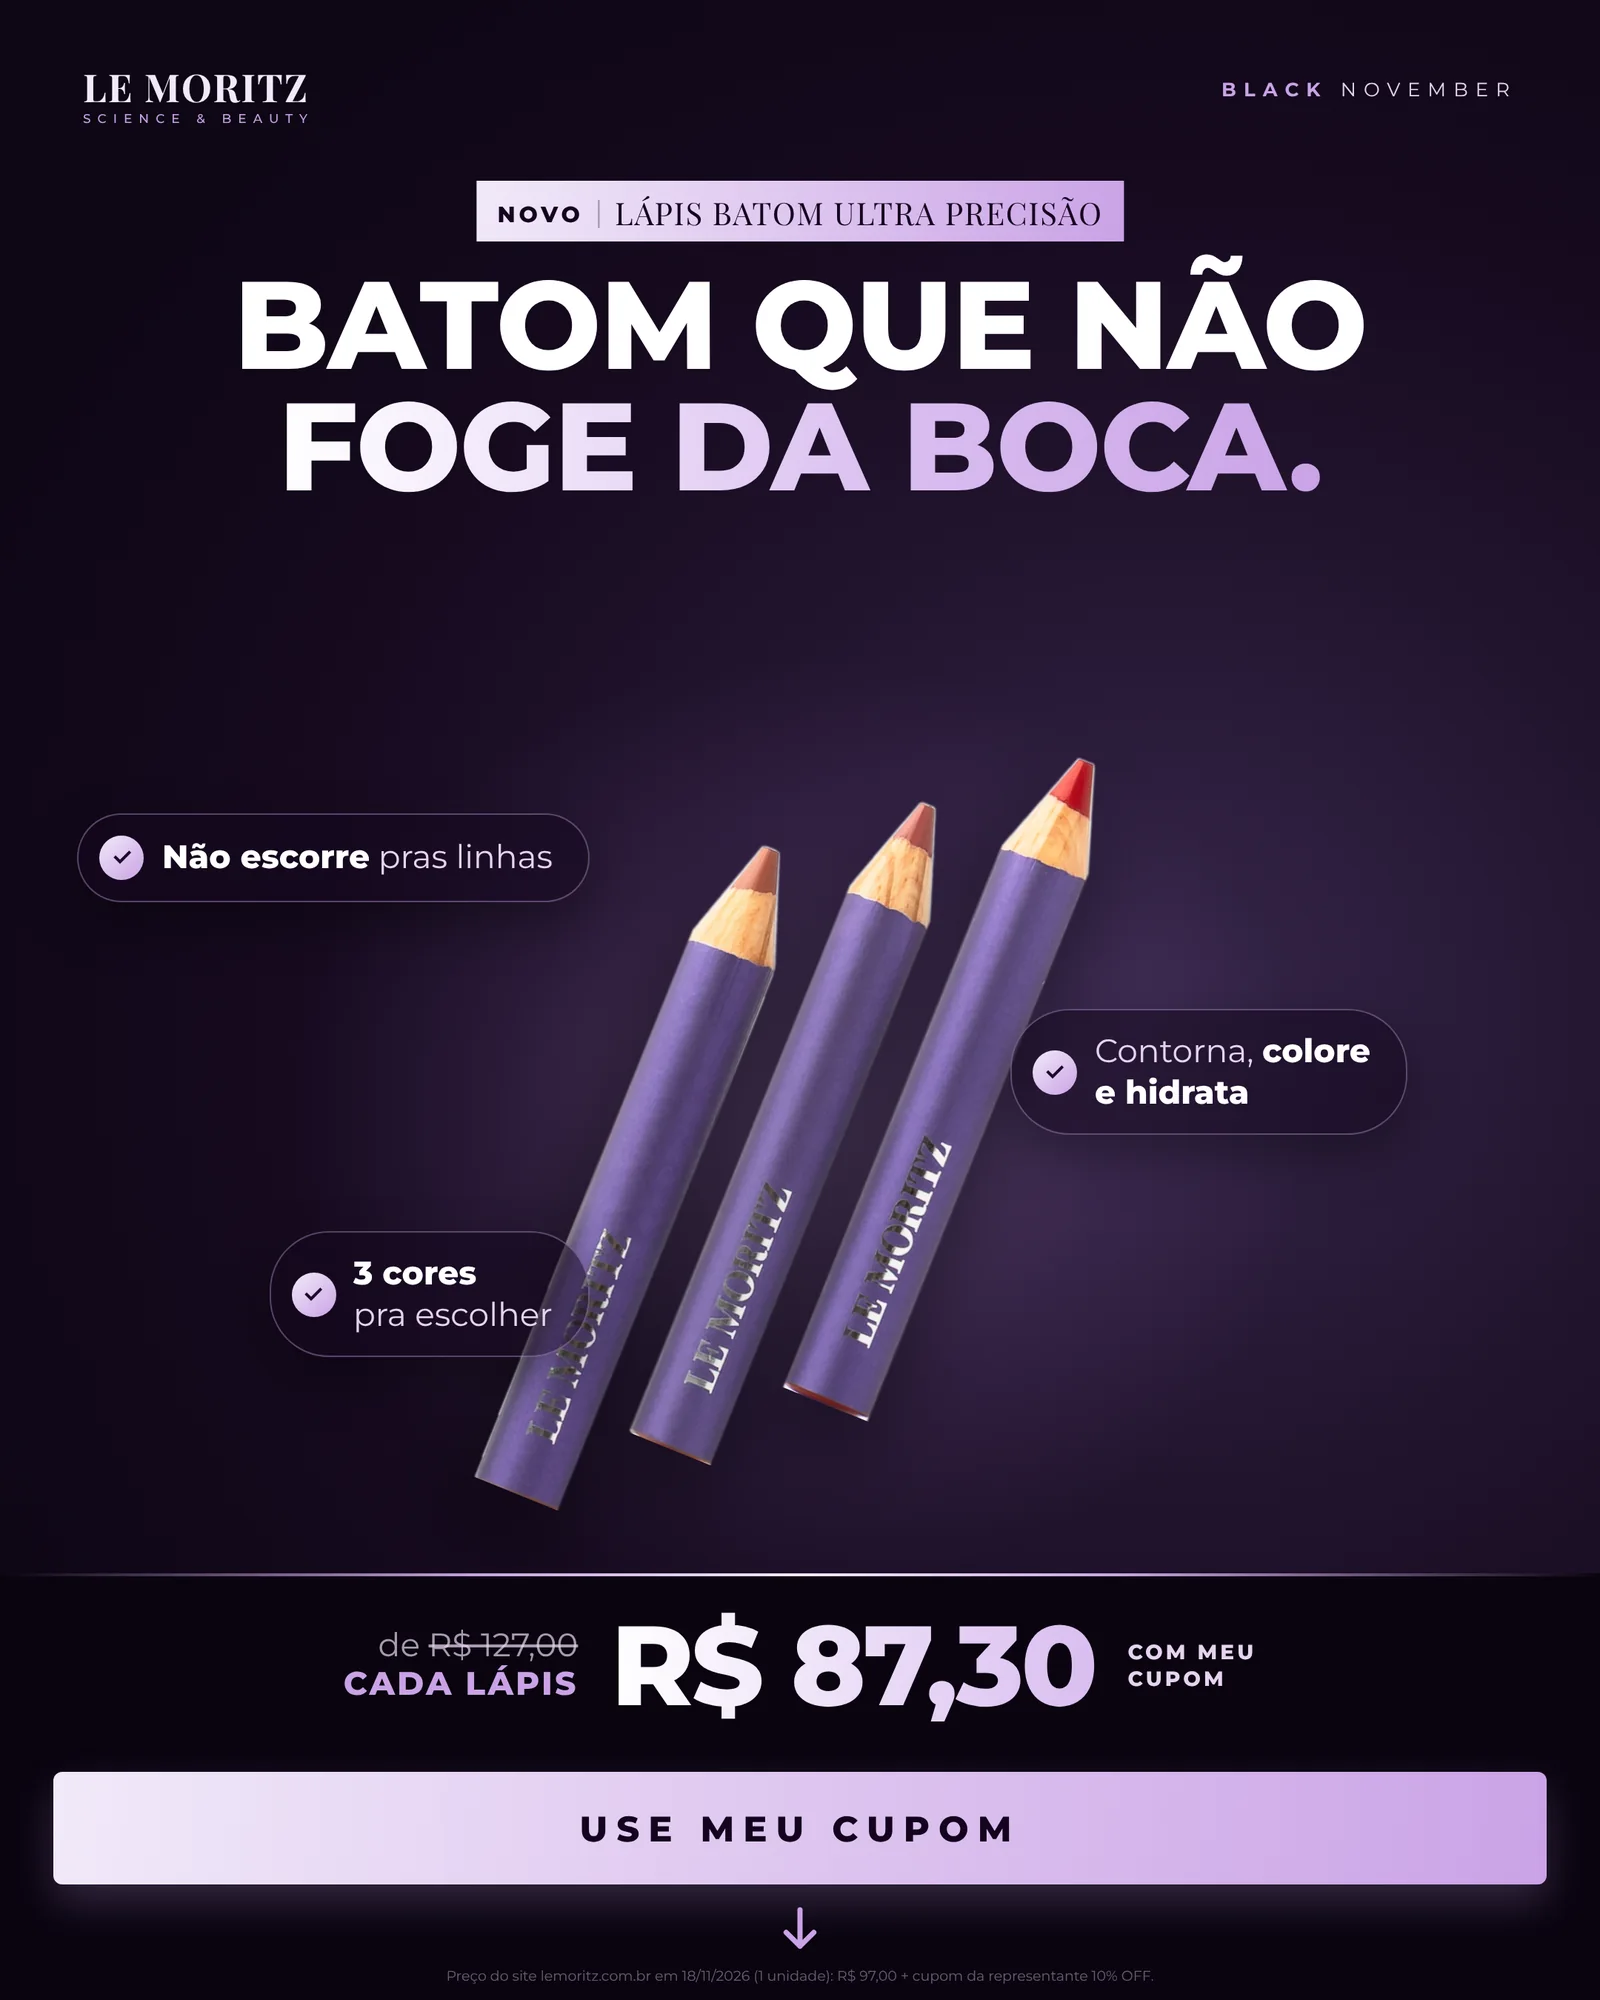 LE MORITZ
SCIENCE & BEAUTY
BLACK NOVEMBER
NOVO | LÁPIS BATOM ULTRA PRECISÃO
BATOM QUE NÃO
FOGE DA BOCA.
Não escorre pras linhas
Contorna, colore
e hidrata
3 cores
pra escolher
LE MORITZ
LE MORITZ
LE MORITZ
de R$ 127,00
CADA LÁPIS
R$ 87,30
COM MEU
CUPOM
USE MEU CUPOM
Preço do site lemoritz.com.br em 18/11/2026 (1 unidade): R$ 97,00 + cupom da representante 10% OFF.